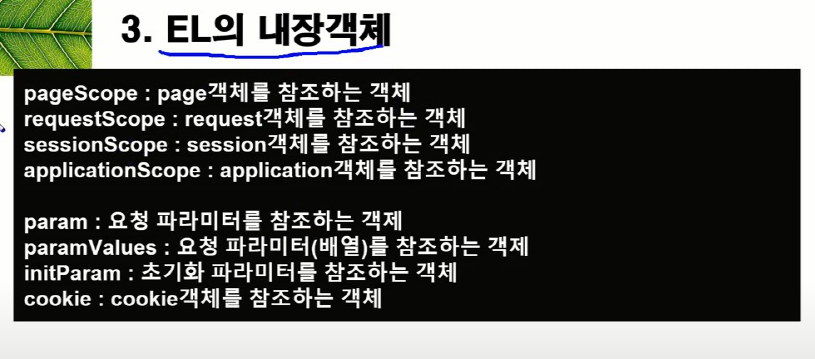 3. EL의 내장객체
pageScope : page객체를 참조하는 객체
requestScope : request객체를 참조하는 객체
sessionScope : session객체를 참조하는 객체
applicationScope : application객체를 참조하는 객체
param : 요청 파라미터를 참조하는 객제
paramValues : 요청 파라미터(배열)를 참조하는 객제
initParam : 초기화 파라미터를 참조하는 객체
cookie : cookie객체를 참조하는 객체